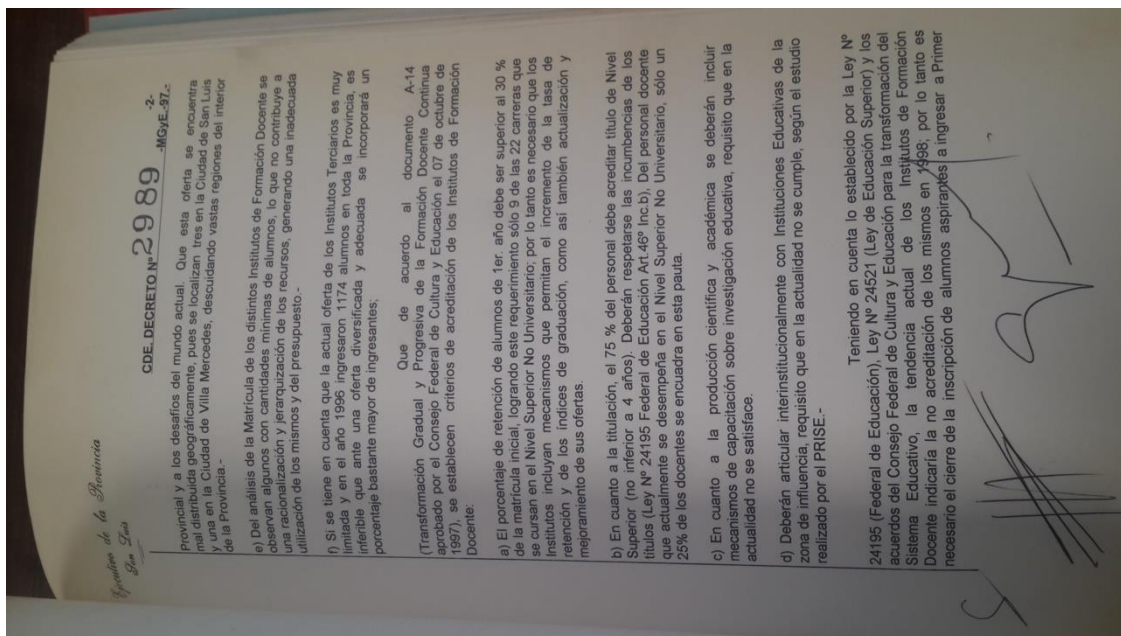 Ejecutivo de la Provincia
San Luis
CDE. DECRETO Nº 2989 -MGyE.-97.-
-2-
Provincial y a los desafíos del mundo actual. Que esta oferta se encuentra
mal distribuida geográficamente, pues se localizan tres en la Ciudad de San Luis
y una en la Ciudad de Villa Mercedes, descuidando vastas regiones del interior
de la Provincia.-
e) Del análisis de la Matrícula de los distintos Institutos de Formación Docente se
observan algunos con cantidades mínimas de alumnos, lo que no contribuye a
una racionalización y jerarquización de los recursos, generando una inadecuada
utilización de los mismos y del presupuesto.-
f) Si se tiene en cuenta que la actual oferta de los Institutos Terciarios es muy
limitada y en el año 1996 ingresaron 1174 alumnos en toda la Provincia, es
inferible que ante una oferta diversificada y adecuada se incorporará un
porcentaje bastante mayor de ingresantes;
Que de acuerdo al documento A-14
(Transformación Gradual y Progresiva de la Formación Docente Continua
aprobado por el Consejo Federal de Cultura y Educación el 07 de octubre de
1997), se establecen criterios de acreditación de los Institutos de Formación
Docente:
a) El porcentaje de retención de alumnos de 1er. año debe ser superior al 30 %
de la matrícula inicial, logrando este requerimiento sólo 9 de las 22 carreras que
se cursan en el Nivel Superior No Universitario; por lo tanto es necesario que los
Institutos incluyan mecanismos que permitan el incremento de la tasa de
retención y de los índices de graduación, como así también actualización y
mejoramiento de sus ofertas.
b) En cuanto a la titulación, el 75 % del personal debe acreditar título de Nivel
Superior (no inferior a 4 años). Deberán respetarse las incumbencias de los
títulos (Ley Nº 24195 Federal de Educación Art.46º Inc.b), Del personal docente
que actualmente se desempeña en el Nivel Superior No Universitario, sólo un
25% de los docentes se encuadra en esta pauta.
c) En cuanto a la producción científica y académica se deberán incluir
mecanismos de capacitación sobre investigación educativa, requisito que en la
actualidad no se satisface.
d) Deberán articular interinstitucionalmente con Instituciones Educativas de la
zona de influencia, requisito que en la actualidad no se cumple, según el estudio
realizado por el PRISE.-
Teniendo en cuenta lo establecido por la Ley Nº
24195 (Federal de Educación), Ley Nº 24521 (Ley de Educación Superior) y los
acuerdos del Consejo Federal de Cultura y Educación para la transformación del
Sistema Educativo, la tendencia actual de los Institutos de Formación
Docente indicaría la no acreditación de los mismos en 1998; por lo tanto es
necesario el cierre de la inscripción de alumnos aspirantes a ingresar a Primer